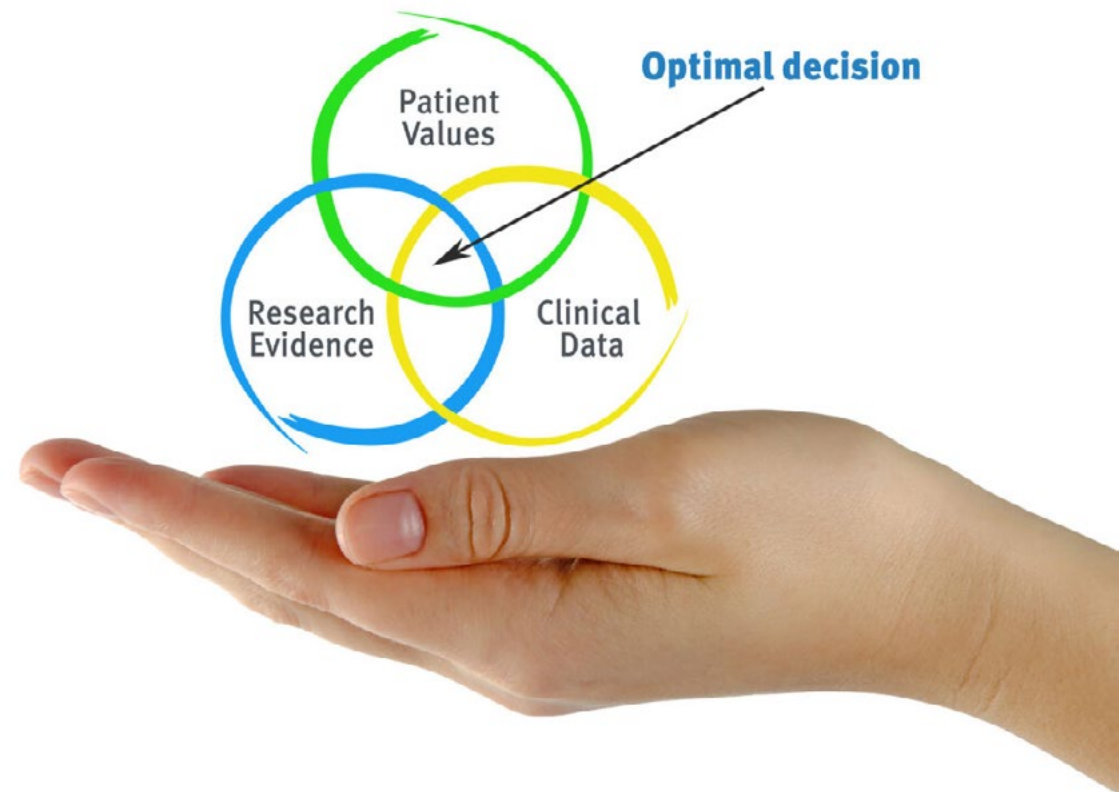 Optimal decision
Patient
Values
Research
Evidence
Clinical
Data